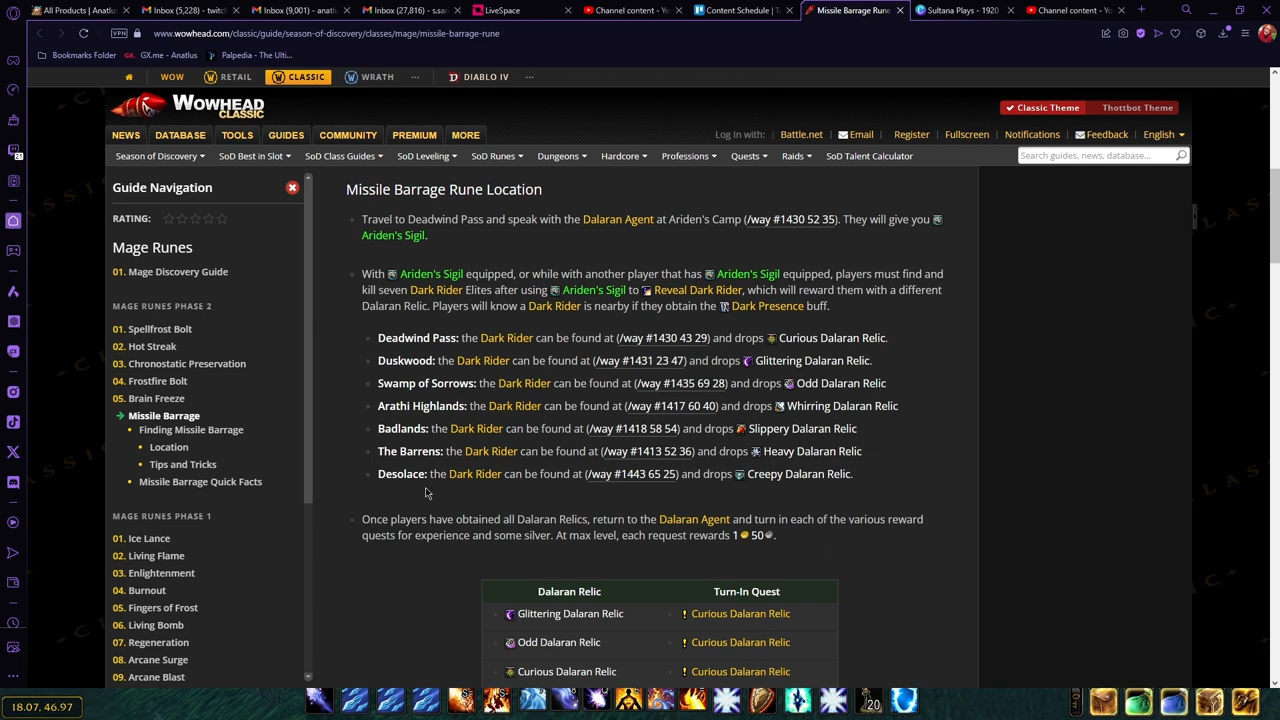 All Products | Anatlu
Inbox (5,228) - twitch
Inbox (9,001) - anatlu
Inbox (27,816) - s.sar
LiveSpace
Channel content - Yo
Content Schedule | T
Missile Barrage Rune
Sultana Plays - 1920
Channel content - Yo
VPN
www.wowhead.com/classic/guide/season-of-discovery/classes/mage/missile-barrage-rune
Bookmarks Folder
GX.me - Anatlus
Palpedia - The Ulti...
WOW
RETAIL
CLASSIC
WRATH
DIABLO IV
WOWHEAD
CLASSIC
Classic Theme
Thottbot Theme
NEWS DATABASE TOOLS GUIDES COMMUNITY PREMIUM MORE
Log In with: Battle.net Email Register Fullscreen Notifications Feedback English
Season of Discovery SoD Best in Slot SoD Class Guides SoD Leveling SoD Runes Dungeons Hardcore Professions Quests Raids SoD Talent Calculator
Search guides, news, database...
21
Guide Navigation
RATING:
Mage Runes
01. Mage Discovery Guide
MAGE RUNES PHASE 2
01. Spellfrost Bolt
02. Hot Streak
03. Chronostatic Preservation
04. Frostfire Bolt
05. Brain Freeze
Missile Barrage
Finding Missile Barrage
Location
Tips and Tricks
Missile Barrage Quick Facts
MAGE RUNES PHASE 1
01. Ice Lance
02. Living Flame
03. Enlightenment
04. Burnout
05. Fingers of Frost
06. Living Bomb
07. Regeneration
08. Arcane Surge
09. Arcane Blast
Missile Barrage Rune Location
Travel to Deadwind Pass and speak with the Dalaran Agent at Ariden's Camp (/way #1430 52 35). They will give you
Ariden's Sigil.
With Ariden's Sigil equipped, or while with another player that has Ariden's Sigil equipped, players must find and
kill seven Dark Rider Elites after using Ariden's Sigil to Reveal Dark Rider, which will reward them with a different
Dalaran Relic. Players will know a Dark Rider is nearby if they obtain the Dark Presence buff.
Deadwind Pass: the Dark Rider can be found at (/way #1430 43 29) and drops Curious Dalaran Relic.
Duskwood: the Dark Rider can be found at (/way #1431 23 47) and drops Glittering Dalaran Relic.
Swamp of Sorrows: the Dark Rider can be found at (/way #1435 69 28) and drops Odd Dalaran Relic
Arathi Highlands: the Dark Rider can be found at (/way #1417 60 40) and drops Whirring Dalaran Relic
Badlands: the Dark Rider can be found at (/way #1418 58 54) and drops Slippery Dalaran Relic
The Barrens: the Dark Rider can be found at (/way #1413 52 36) and drops Heavy Dalaran Relic
Desolace: the Dark Rider can be found at (/way #1443 65 25) and drops Creepy Dalaran Relic.
Once players have obtained all Dalaran Relics, return to the Dalaran Agent and turn in each of the various reward
quests for experience and some silver. At max level, each request rewards 1 50.
Dalaran Relic Turn-In Quest
Glittering Dalaran Relic Curious Dalaran Relic
Odd Dalaran Relic Curious Dalaran Relic
Curious Dalaran Relic Curious Dalaran Relic
18.07, 46.97
20